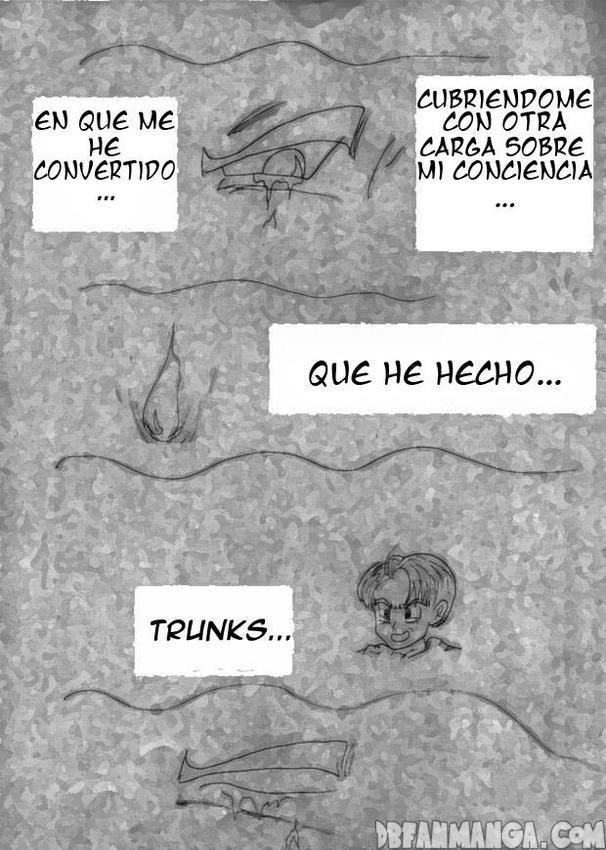 EN QUE ME
HE
CONVERTIDO
...
CUBRIENDOME
CON OTRA
CARGA SOBRE
MI CONCIENCIA
...
QUE HE HECHO...
TRUNKS...
DBFANMANGA.COM